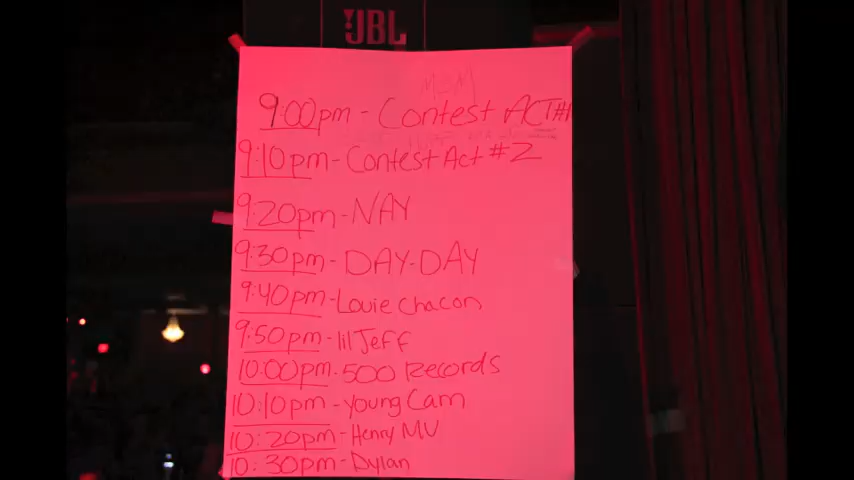 JBL
9:00pm - Contest ACT#1
9:10pm - Contest Act #2
9:20pm - NAY
9:30pm - DAY-DAY
9:40pm - Louie Chacon
9:50pm - lil Jeff
10:00pm - 500 Records
10:10pm - Young Cam
10:20pm - Henry MV
10:30pm - Dylan